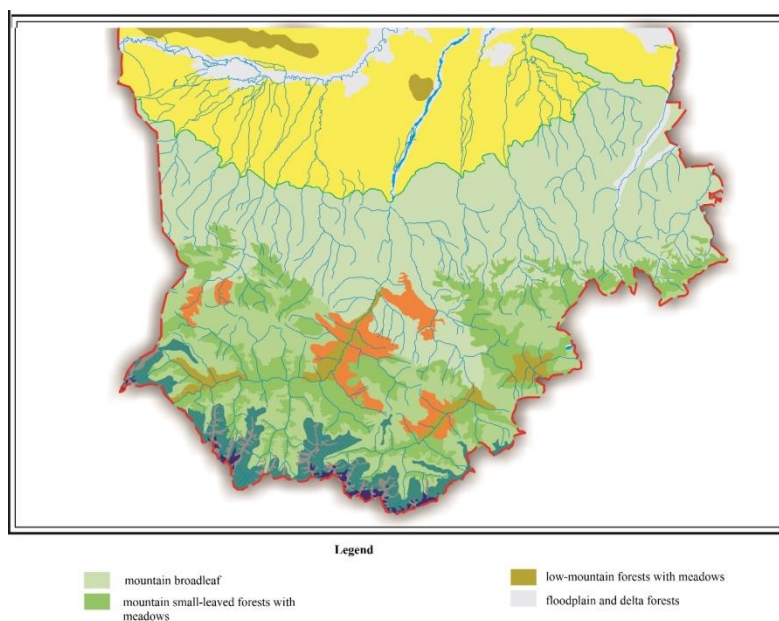 Legend
mountain broadleaf
mountain small-leaved forests with
meadows
low-mountain forests with meadows
floodplain and delta forests